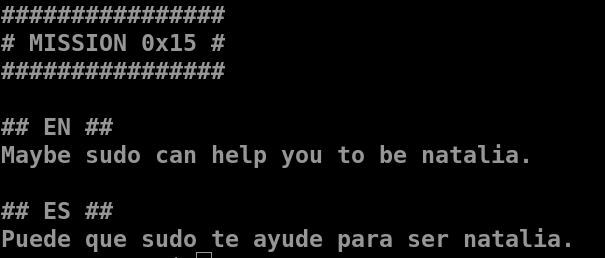 ################
# MISSION 0x15 #
################
## EN ##
Maybe sudo can help you to be natalia.
## ES ##
Puede que sudo te ayude para ser natalia.